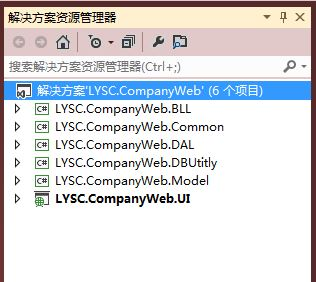 解决方案资源管理器
搜索解决方案资源管理器(Ctrl+;)
解决方案'LYSC.CompanyWeb' (6 个项目)
C# LYSC.CompanyWeb.BLL
C# LYSC.CompanyWeb.Common
C# LYSC.CompanyWeb.DAL
C# LYSC.CompanyWeb.DBUtitly
C# LYSC.CompanyWeb.Model
LYSC.CompanyWeb.UI